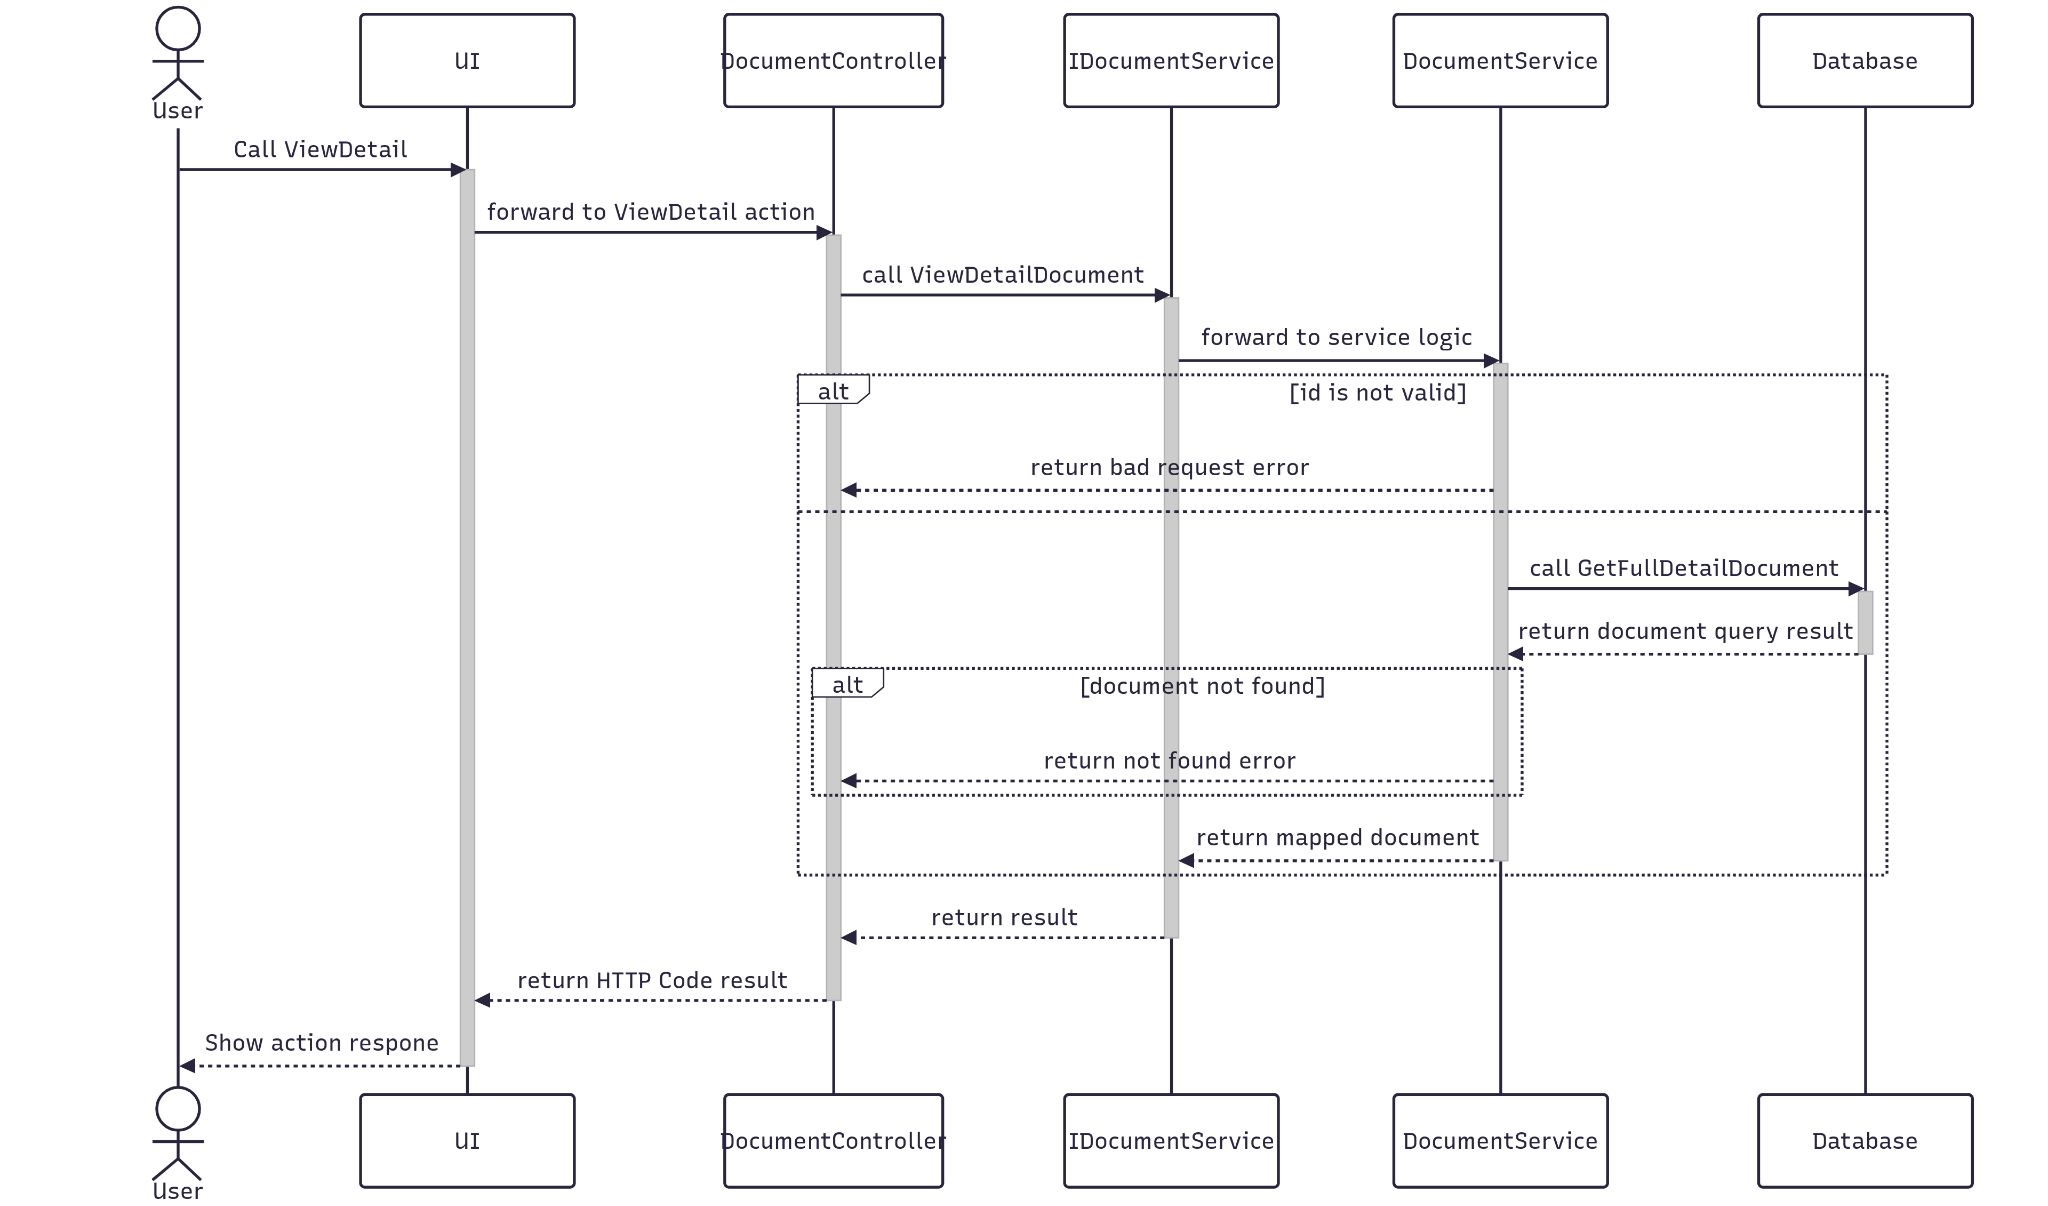 User
UI
DocumentController
IDocumentService
DocumentService
Database
Call ViewDetail
forward to ViewDetail action
call ViewDetailDocument
forward to service logic
alt
[id is not valid]
return bad request error
call GetFullDetailDocument
return document query result
alt
[document not found]
return not found error
return mapped document
return result
return HTTP Code result
Show action respone
User
UI
DocumentController
IDocumentService
DocumentService
Database